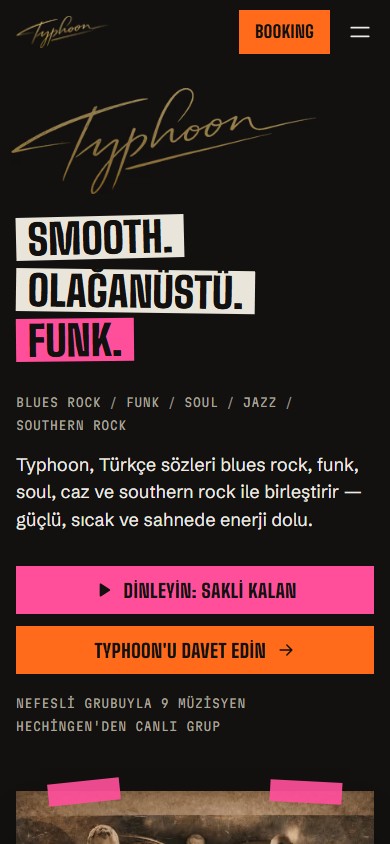 Typhoon
BOOKING
Typhoon
SMOOTH.
OLAĞANÜSTÜ.
FUNK.
BLUES ROCK / FUNK / SOUL / JAZZ /
SOUTHERN ROCK
Typhoon, Türkçe sözleri blues rock, funk,
soul, caz ve southern rock ile birleştirir —
güçlü, sıcak ve sahnede enerji dolu.
DİNLEYİN: SAKLİ KALAN
TYPHOON'U DAVET EDİN →
NEFESLİ GRUBUYLA 9 MÜZİSYEN
HECHİNGEN'DEN CANLI GRUP